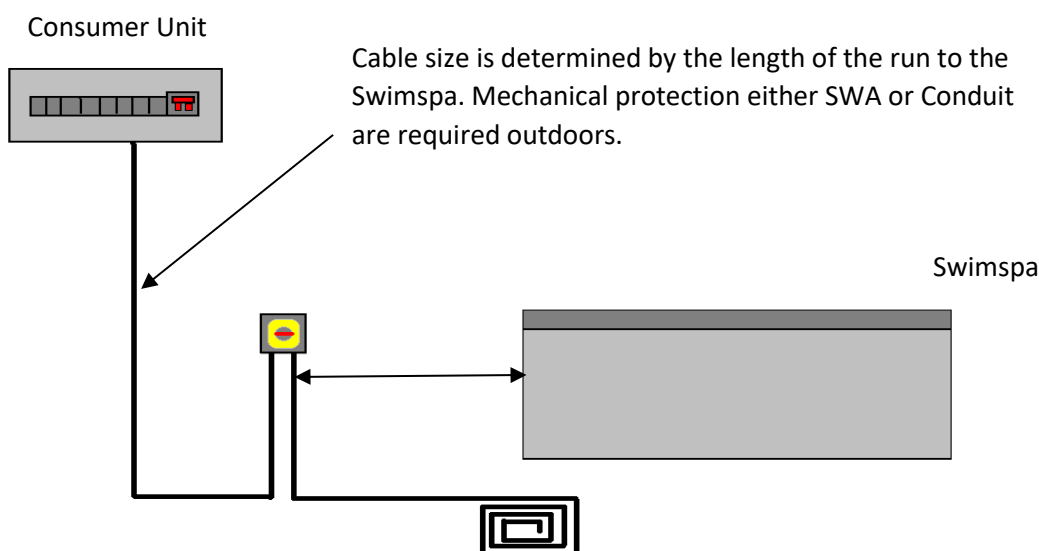 Consumer Unit
Cable size is determined by the length of the run to the
Swimspa. Mechanical protection either SWA or Conduit
are required outdoors.
Swimspa